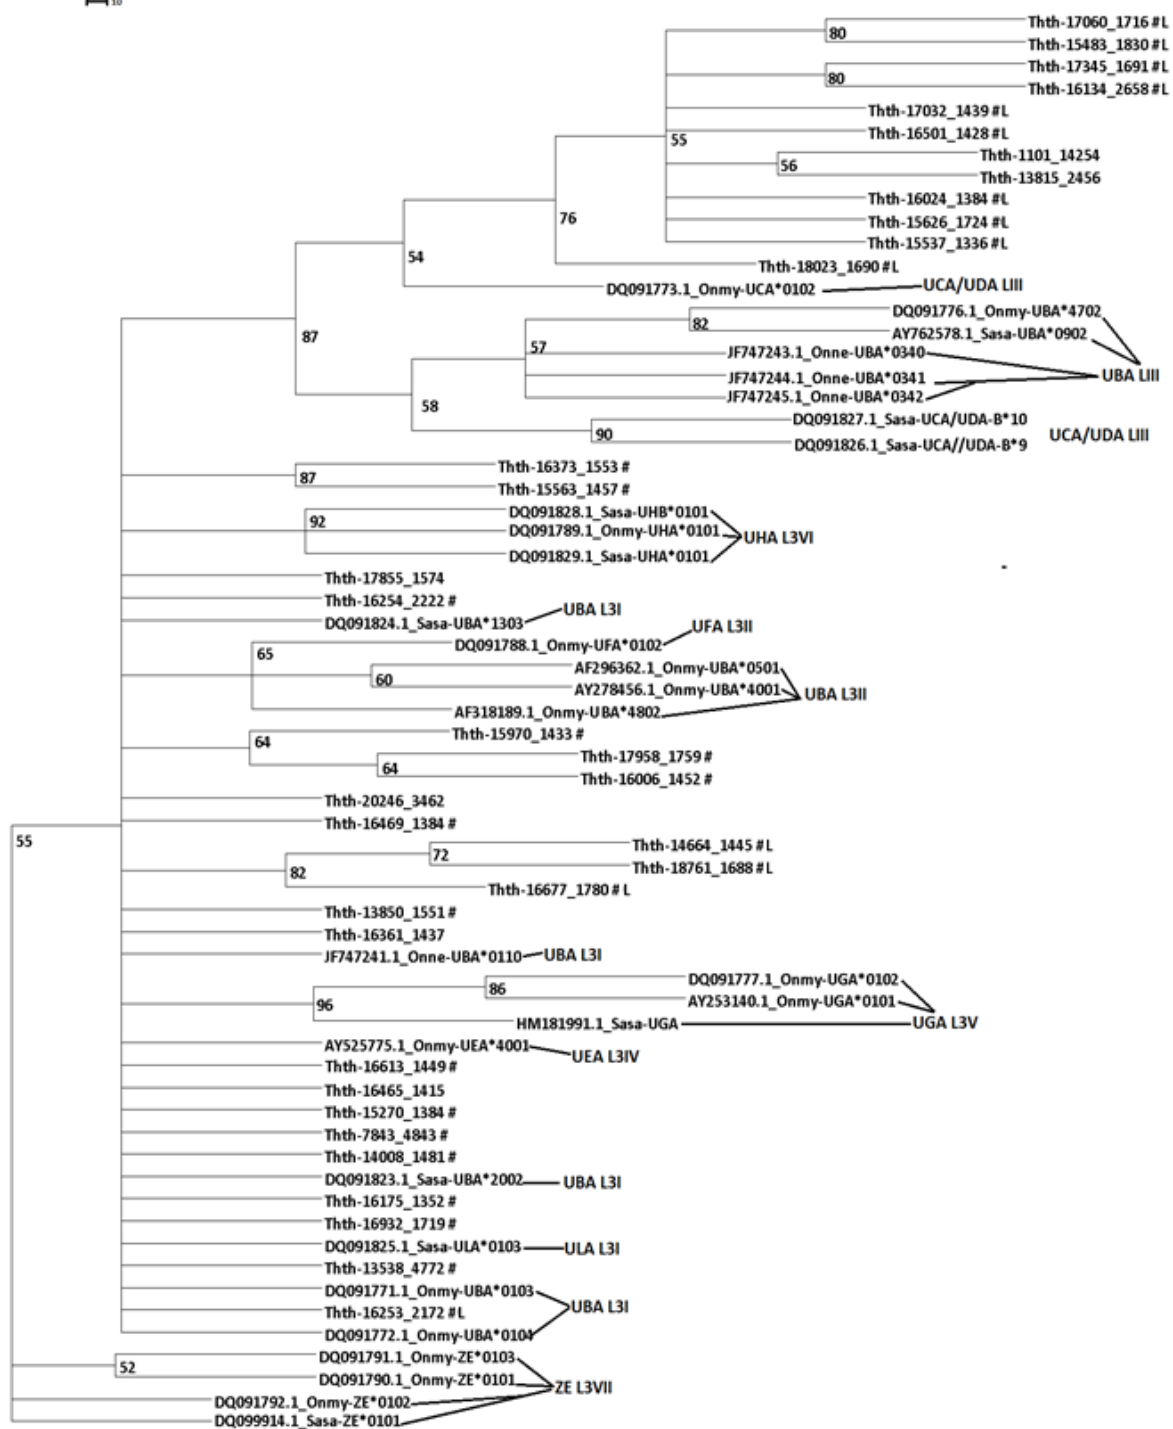 10
Thth-17060_1716 #L
80
Thth-15483_1830 #L
Thth-17345_1691 #L
80
Thth-16134_2658 #L
Thth-17032_1439 #L
Thth-16501_1428 #L
55
Thth-1101_14254
56
Thth-13815_2456
Thth-16024_1384 #L
76
Thth-15626_1724 #L
Thth-15537_1336 #L
54
Thth-18023_1690 #L
DQ091773.1_Onmy-UCA*0102 UCA/UDA LIII
DQ091776.1_Onmy-UBA*4702
82
AY762578.1_Sasa-UBA*0902
87
57
JF747243.1_Onne-UBA*0340
JF747244.1_Onne-UBA*0341 UBA LIII
JF747245.1_Onne-UBA*0342
58
DQ091827.1_Sasa-UCA/UDA-B*10
90 UCA/UDA LIII
DQ091826.1_Sasa-UCA//UDA-B*9
Thth-16373_1553 #
87
Thth-15563_1457 #
DQ091828.1_Sasa-UHB*0101
92
DQ091789.1_Onmy-UHA*0101 UHA L3VI
DQ091829.1_Sasa-UHA*0101
Thth-17855_1574
Thth-16254_2222 #
UBA L3I
DQ091824.1_Sasa-UBA*1303
UFA L3II
DQ091788.1_Onmy-UFA*0102
65
AF296362.1_Onmy-UBA*0501
60
AY278456.1_Onmy-UBA*4001 UBA L3II
AF318189.1_Onmy-UBA*4802
Thth-15970_1433 #
64
Thth-17958_1759 #
64
Thth-16006_1452 #
Thth-20246_3462
Thth-16469_1384 #
55
Thth-14664_1445 #L
72
Thth-18761_1688 #L
82
Thth-16677_1780 # L
Thth-13850_1551 #
Thth-16361_1437
JF747241.1_Onne-UBA*0110 UBA L3I
DQ091777.1_Onmy-UGA*0102
86
AY253140.1_Onmy-UGA*0101
96
HM181991.1_Sasa-UGA UGA L3V
AY525775.1_Onmy-UEA*4001
UEA L3IV
Thth-16613_1449 #
Thth-16465_1415
Thth-15270_1384 #
Thth-7843_4843 #
Thth-14008_1481 #
DQ091823.1_Sasa-UBA*2002 UBA L3I
Thth-16175_1352 #
Thth-16932_1719 #
DQ091825.1_Sasa-ULA*0103 ULA L3I
Thth-13538_4772 #
DQ091771.1_Onmy-UBA*0103
UBA L3I
Thth-16253_2172 #L
DQ091772.1_Onmy-UBA*0104
DQ091791.1_Onmy-ZE*0103
52
DQ091790.1_Onmy-ZE*0101
ZE L3VII
DQ091792.1_Onmy-ZE*0102
DQ099914.1_Sasa-ZE*0101